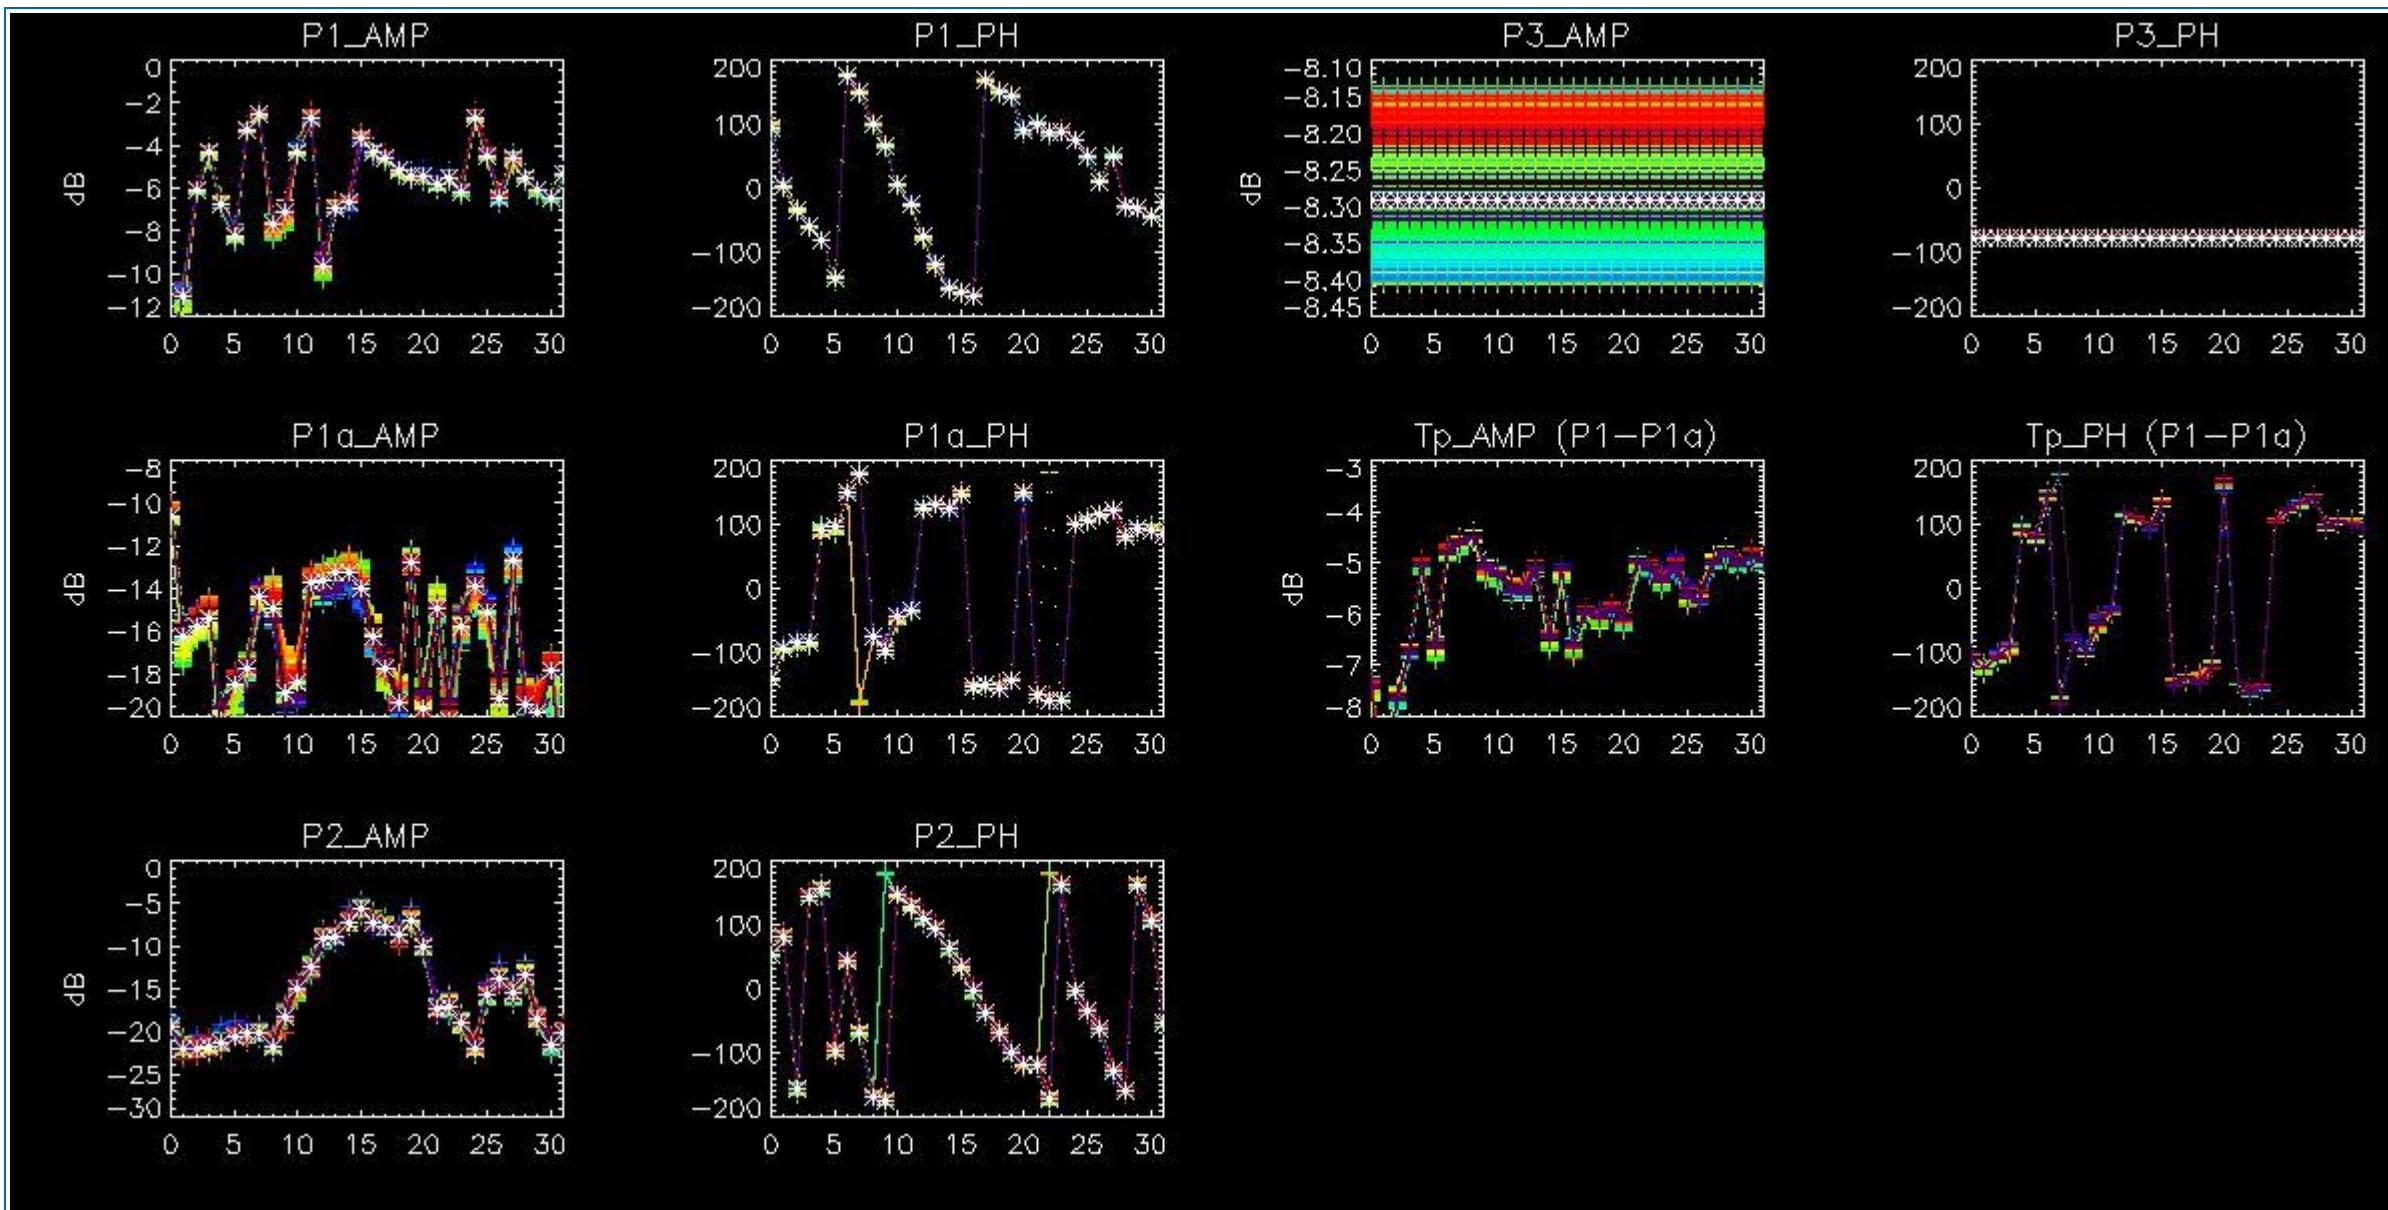 P1_AMP
0
−2
−4
−6
−8
−10
−12
dB
0 5 10 15 20 25 30
P1_PH
200
100
0
−100
−200
0 5 10 15 20 25 30
P3_AMP
−8.10
−8.15
−8.20
−8.25
−8.30
−8.35
−8.40
−8.45
dB
0 5 10 15 20 25 30
P3_PH
200
100
0
−100
−200
0 5 10 15 20 25 30
P1a_AMP
−8
−10
−12
−14
−16
−18
−20
dB
0 5 10 15 20 25 30
P1a_PH
200
100
0
−100
−200
0 5 10 15 20 25 30
Tp_AMP (P1−P1a)
−3
−4
−5
−6
−7
−8
dB
0 5 10 15 20 25 30
Tp_PH (P1−P1a)
200
100
0
−100
−200
0 5 10 15 20 25 30
P2_AMP
0
−5
−10
−15
−20
−25
−30
dB
0 5 10 15 20 25 30
P2_PH
200
100
0
−100
−200
0 5 10 15 20 25 30